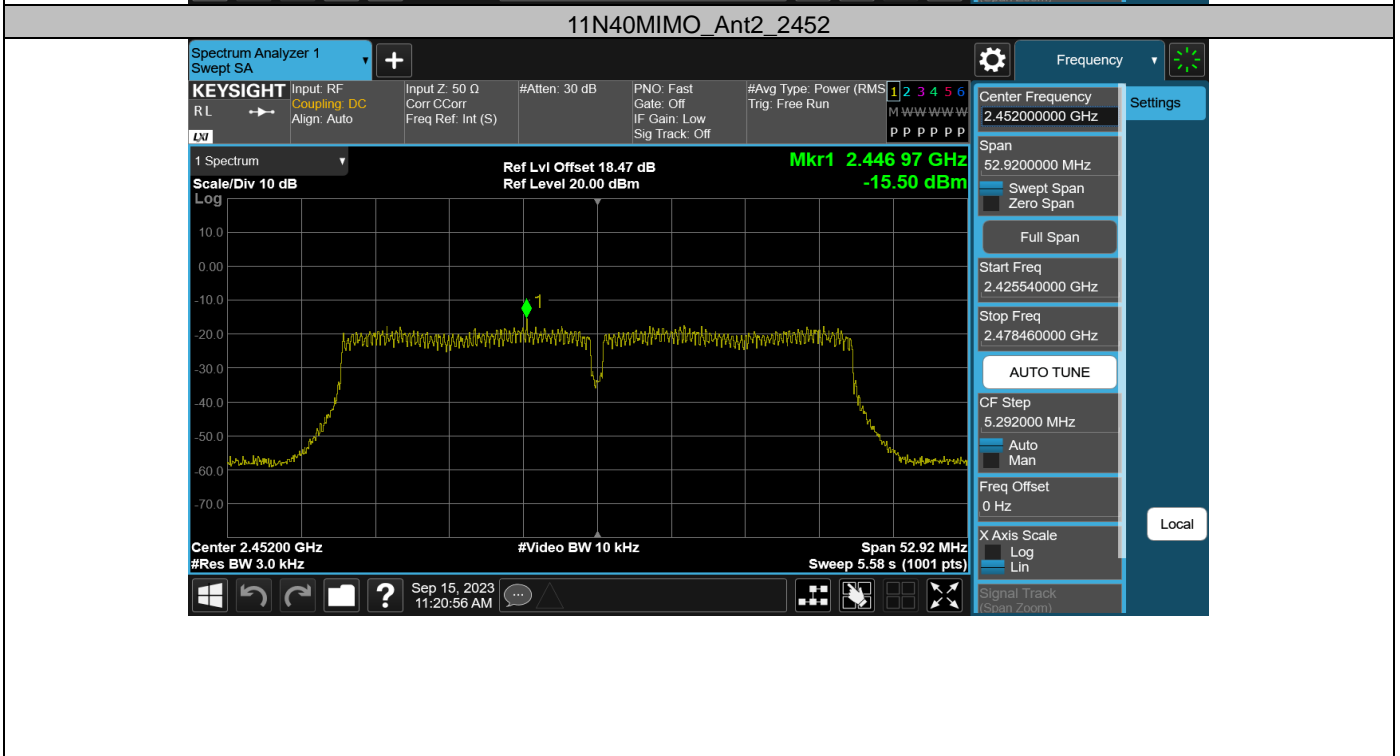 11N40MIMO_Ant2_2452
Spectrum Analyzer 1
Swept SA
Frequency
KEYSIGHT
R L
LXI
Input: RF
Coupling: DC
Align: Auto
Input Z: 50 Ω
Corr CCorr
Freq Ref: Int (S)
#Atten: 30 dB
PNO: Fast
Gate: Off
IF Gain: Low
Sig Track: Off
#Avg Type: Power (RMS
Trig: Free Run
1 2 3 4 5 6
M W W W W W
P P P P P P
1 Spectrum
Scale/Div 10 dB
Log
Ref Lvl Offset 18.47 dB
Ref Level 20.00 dBm
Mkr1 2.446 97 GHz
-15.50 dBm
10.0
0.00
-10.0
-20.0
-30.0
-40.0
-50.0
-60.0
-70.0
1
Center 2.45200 GHz
#Res BW 3.0 kHz
#Video BW 10 kHz
Span 52.92 MHz
Sweep 5.58 s (1001 pts)
Sep 15, 2023
11:20:56 AM
Center Frequency
2.452000000 GHz
Span
52.9200000 MHz
Swept Span
Zero Span
Full Span
Start Freq
2.425540000 GHz
Stop Freq
2.478460000 GHz
AUTO TUNE
CF Step
5.292000 MHz
Auto
Man
Freq Offset
0 Hz
X Axis Scale
Log
Lin
Signal Track
(Span Zoom)
Settings
Local